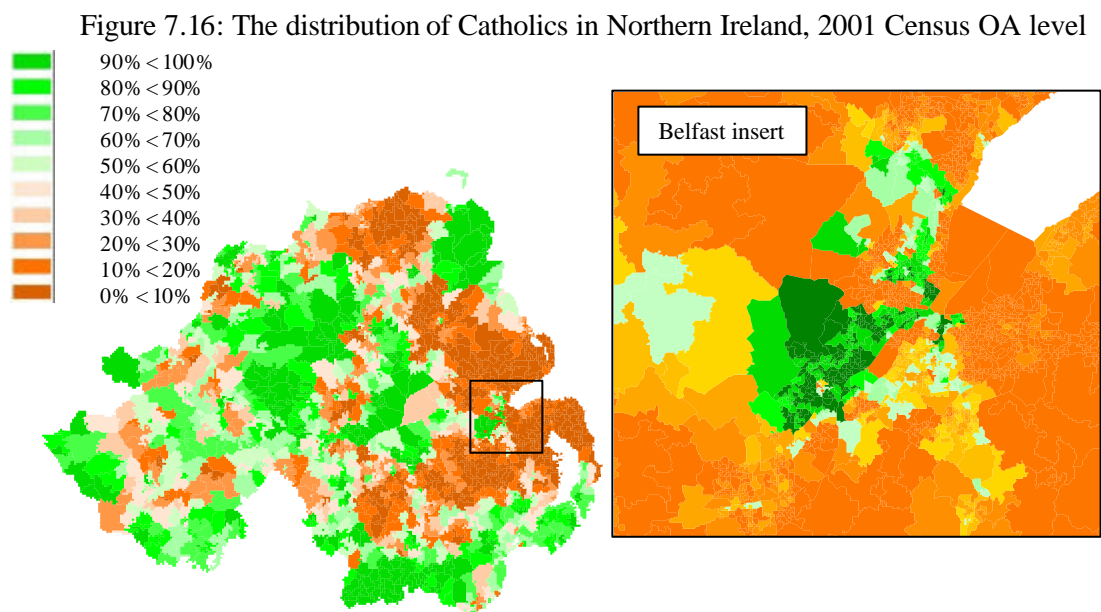 Figure 7.16: The distribution of Catholics in Northern Ireland, 2001 Census OA level
90% < 100%
80% < 90%
70% < 80%
60% < 70%
50% < 60%
40% < 50%
30% < 40%
20% < 30%
10% < 20%
0% < 10%
Belfast insert